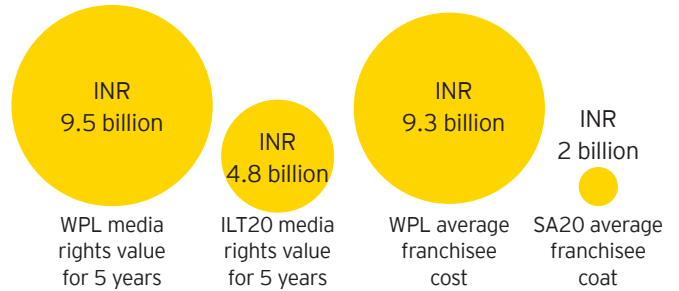 INR
9.5 billion
WPL media
rights value
for 5 years
INR
4.8 billion
ILT20 media
rights value
for 5 years
INR
9.3 billion
WPL average
franchisee
cost
INR
2 billion
SA20 average
franchisee
coat